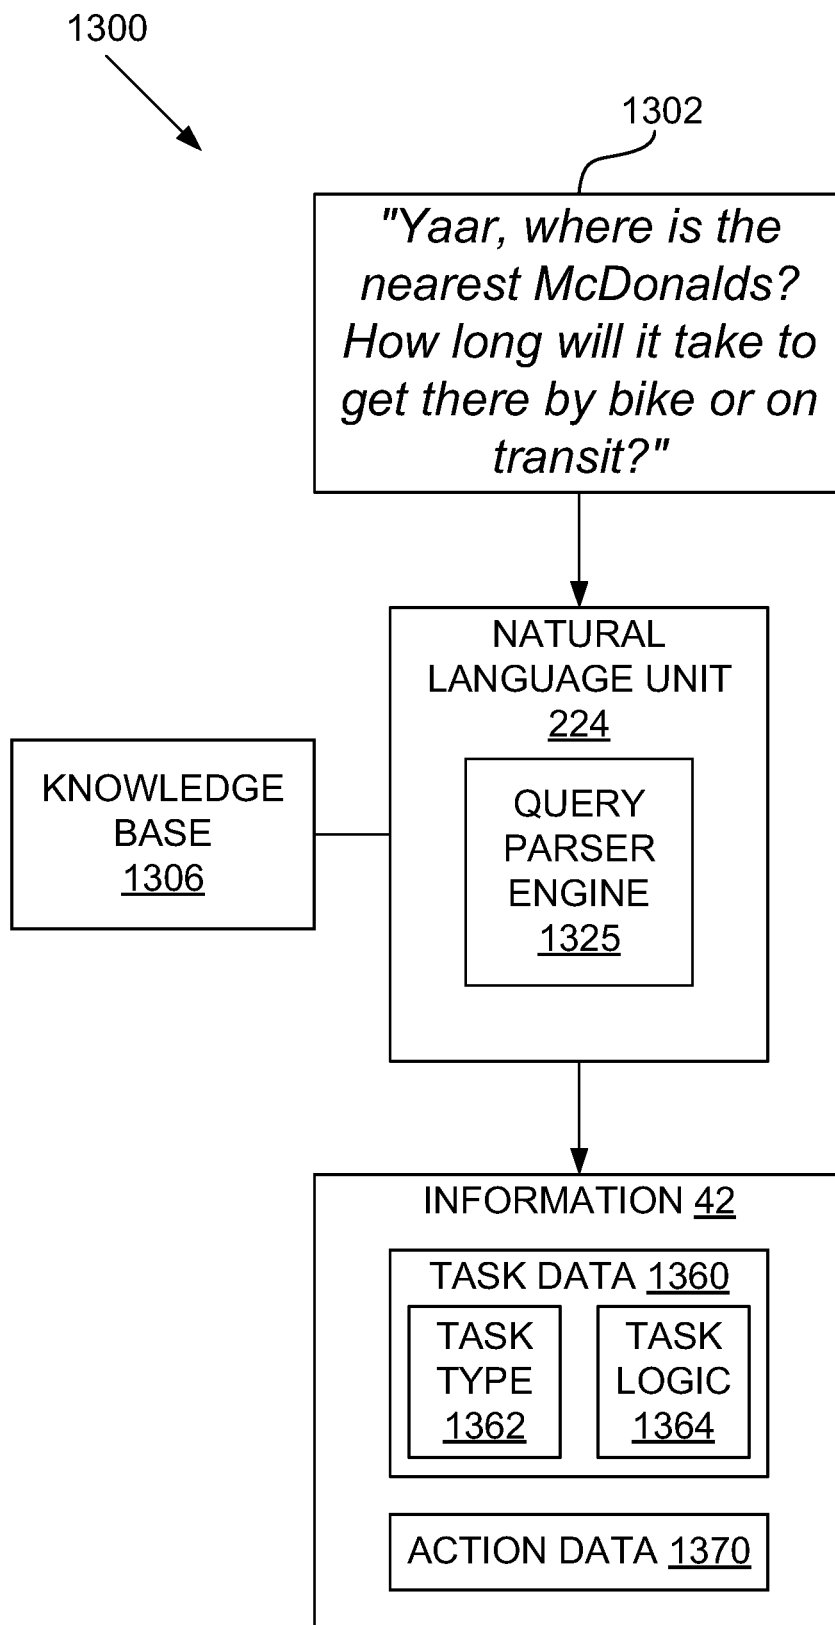 1300
1302
"Yaar, where is the
nearest McDonalds?
How long will it take to
get there by bike or on
transit?"
NATURAL
LANGUAGE UNIT
224
KNOWLEDGE
BASE
1306
QUERY
PARSER
ENGINE
1325
INFORMATION 42
TASK DATA 1360
TASK
TYPE
1362
TASK
LOGIC
1364
ACTION DATA 1370